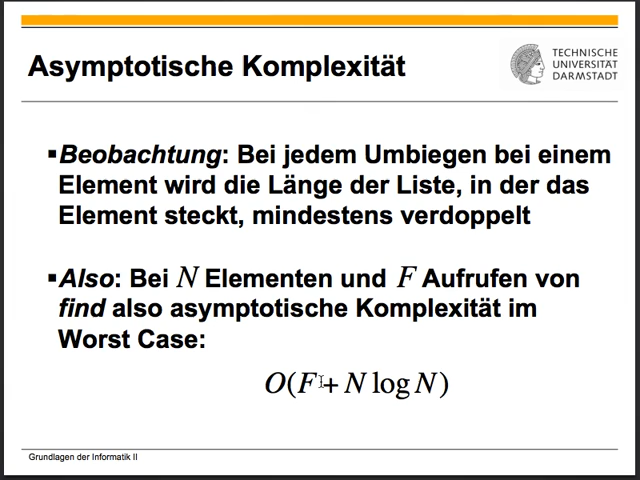 Asymptotische Komplexität
TECHNISCHE
UNIVERSITÄT
DARMSTADT
▪Beobachtung: Bei jedem Umbiegen bei einem
Element wird die Länge der Liste, in der das
Element steckt, mindestens verdoppelt
▪Also: Bei N Elementen und F Aufrufen von
find also asymptotische Komplexität im
Worst Case:
O(F + N log N)
Grundlagen der Informatik II